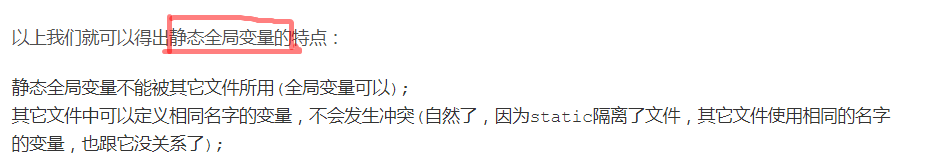 以上我们就可以得出静态全局变量的特点：
静态全局变量不能被其它文件所用(全局变量可以)；
其它文件中可以定义相同名字的变量，不会发生冲突(自然了，因为static隔离了文件，其它文件使用相同的名字
的变量，也跟它没关系了)；